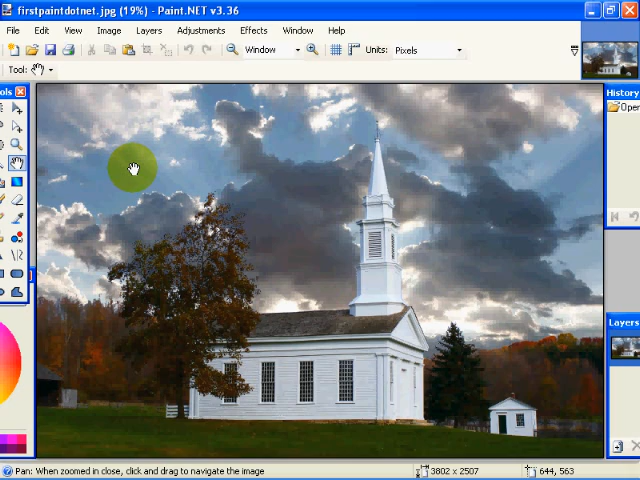 firstpaintdotnet.jpg (19%) - Paint.NET v3.36
File Edit View Image Layers Adjustments Effects Window Help
Window Units: Pixels
Tool:
ols
History
Open
Layers
Pan: When zoomed in close, click and drag to navigate the image
3802 x 2507
644, 563